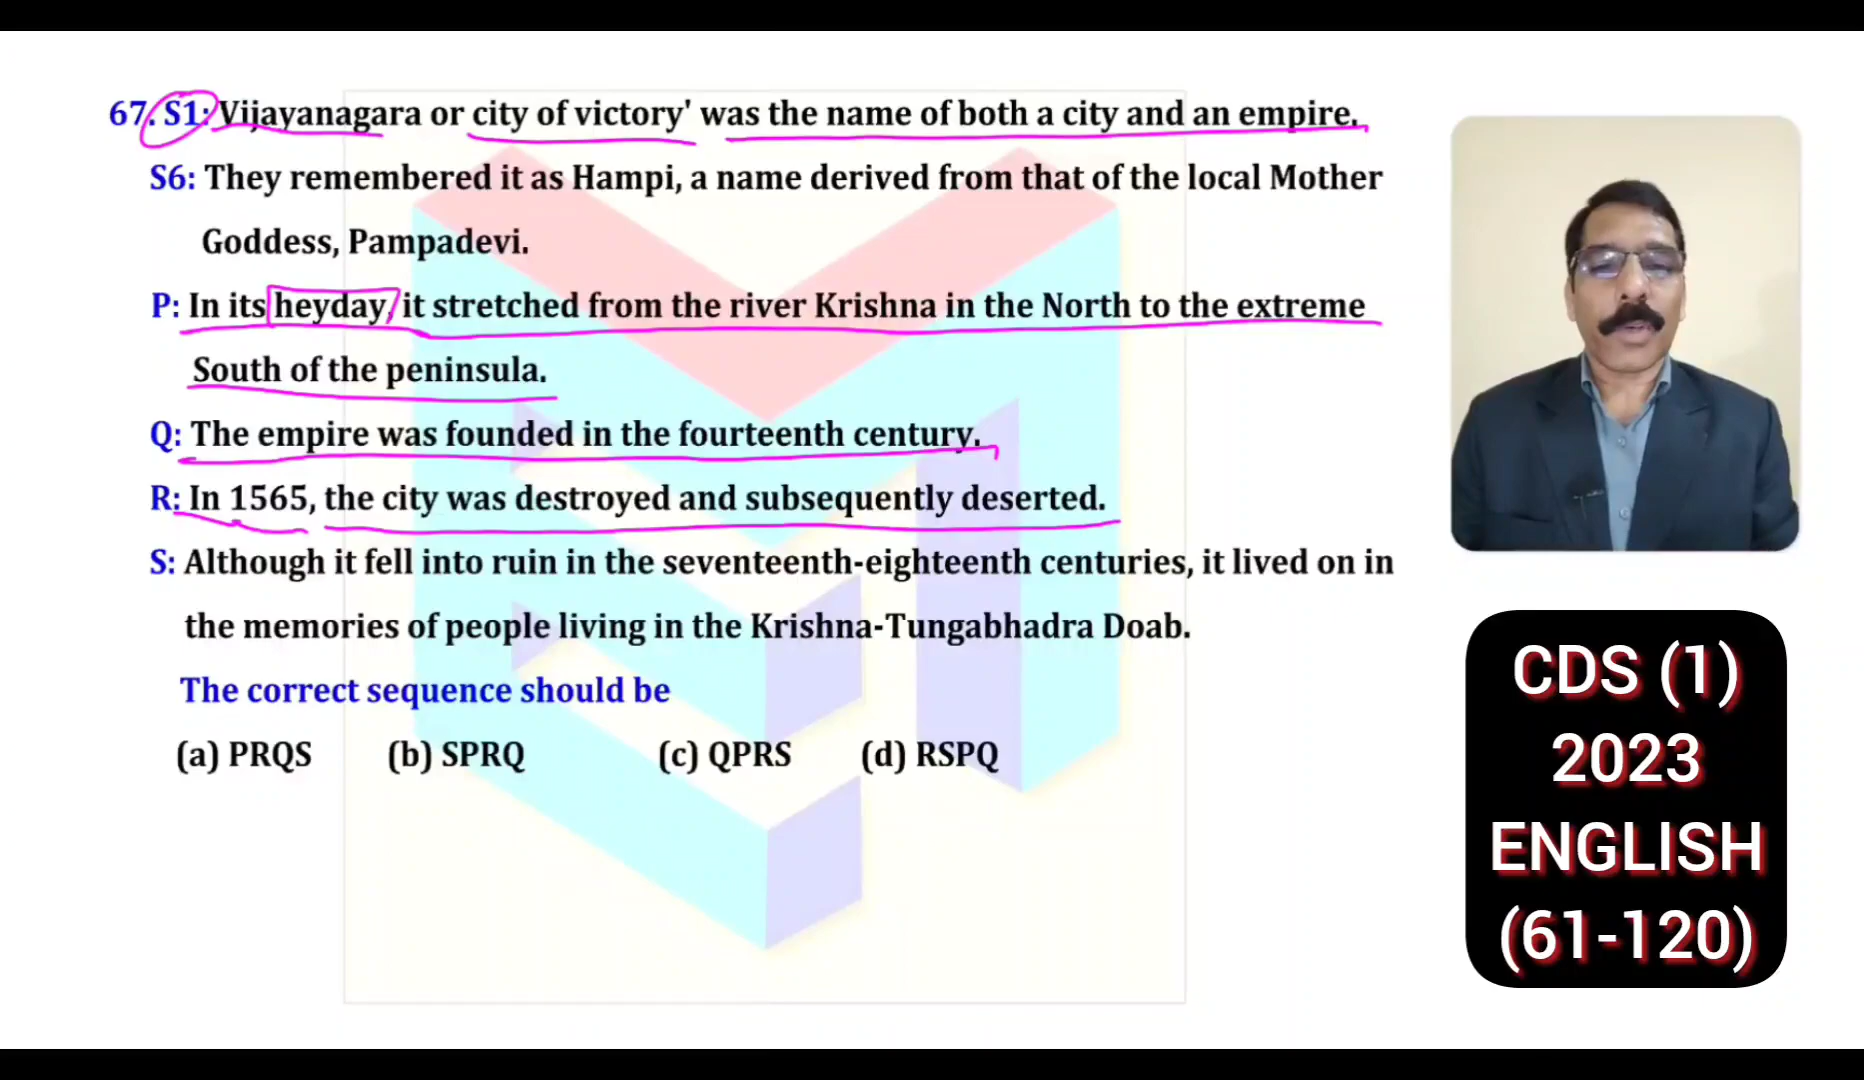 67. S1: Vijayanagara or city of victory' was the name of both a city and an empire.
S6: They remembered it as Hampi, a name derived from that of the local Mother
Goddess, Pampadevi.
P: In its heyday, it stretched from the river Krishna in the North to the extreme
South of the peninsula.
Q: The empire was founded in the fourteenth century.
R: In 1565, the city was destroyed and subsequently deserted.
S: Although it fell into ruin in the seventeenth-eighteenth centuries, it lived on in
the memories of people living in the Krishna-Tungabhadra Doab.
The correct sequence should be
(a) PRQS (b) SPRQ (c) QPRS (d) RSPQ
CDS (1)
2023
ENGLISH
(61-120)